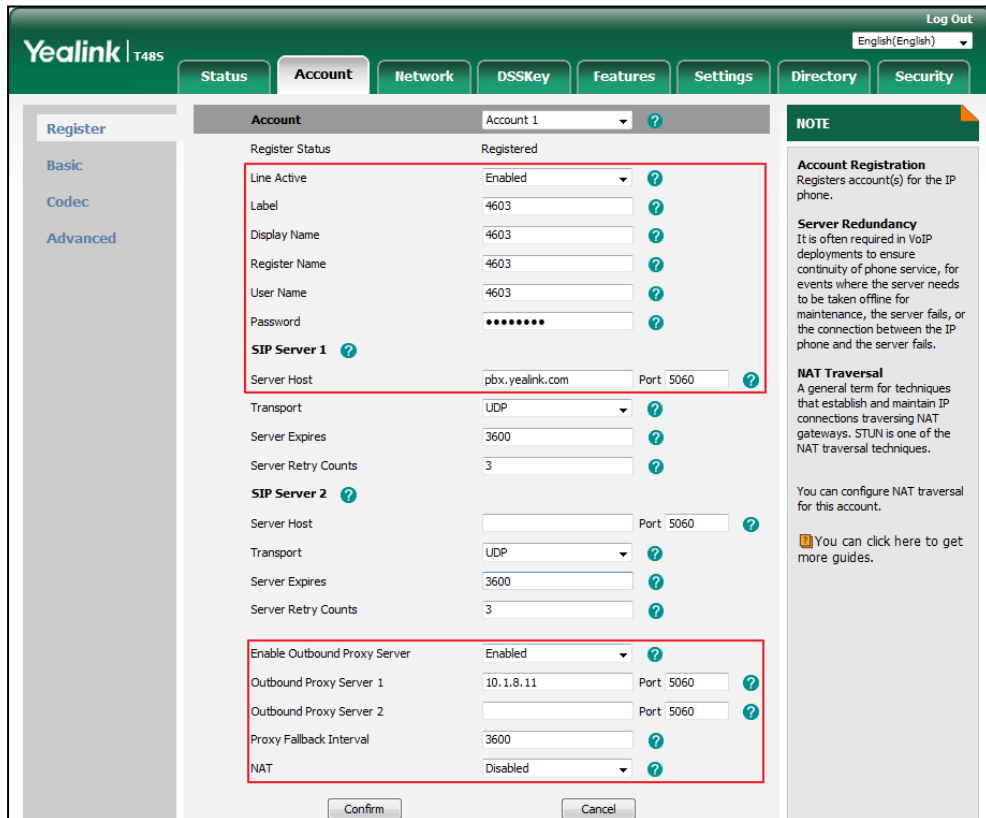 Log Out
Yealink T48S
English(English)
Status Account Network DSSKey Features Settings Directory Security
Register
Basic
Codec
Advanced
Account Account 1
Register Status Registered
Line Active Enabled
Label 4603
Display Name 4603
Register Name 4603
User Name 4603
Password ••••••••
SIP Server 1
Server Host pbx.yealink.com Port 5060
Transport UDP
Server Expires 3600
Server Retry Counts 3
SIP Server 2
Server Host Port 5060
Transport UDP
Server Expires 3600
Server Retry Counts 3
Enable Outbound Proxy Server Enabled
Outbound Proxy Server 1 10.1.8.11 Port 5060
Outbound Proxy Server 2 Port 5060
Proxy Fallback Interval 3600
NAT Disabled
Confirm Cancel
NOTE
Account Registration
Registers account(s) for the IP
phone.
Server Redundancy
It is often required in VoIP
deployments to ensure
continuity of phone service, for
events where the server needs
to be taken offline for
maintenance, the server fails, or
the connection between the IP
phone and the server fails.
NAT Traversal
A general term for techniques
that establish and maintain IP
connections traversing NAT
gateways. STUN is one of the
NAT traversal techniques.
You can configure NAT traversal
for this account.
You can click here to get
more guides.